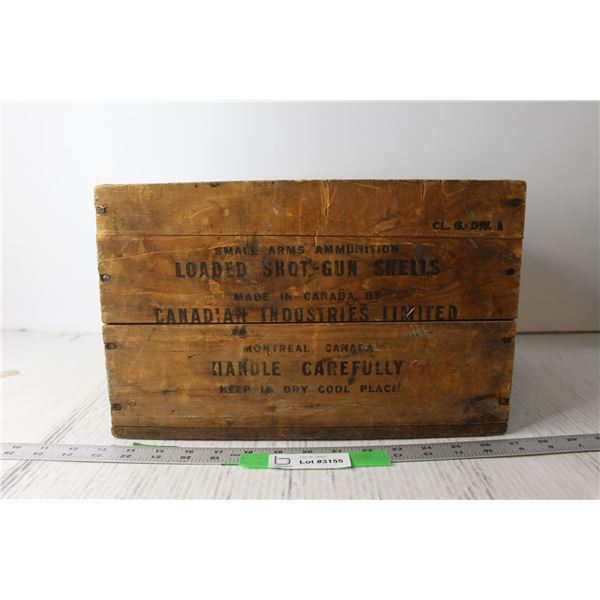 CL. 6.- DIV. 1
SMALL ARMS AMMUNITION
LOADED SHOT-GUN SHELLS
MADE IN CANADA BY
CANADIAN INDUSTRIES LIMITED
MONTREAL, CANADA
HANDLE CAREFULLY
KEEP IN DRY COOL PLACE
Lot #3155